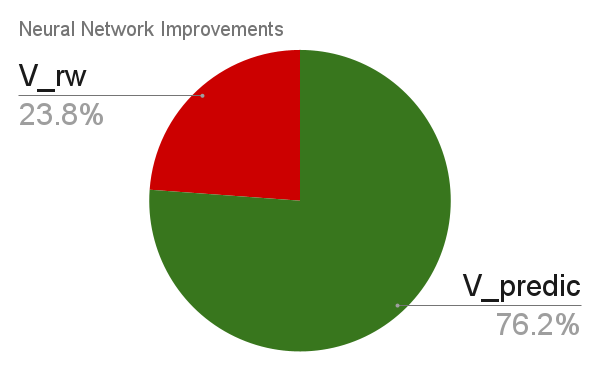 Neural Network Improvements
V_rw
23.8%
V_predic
76.2%